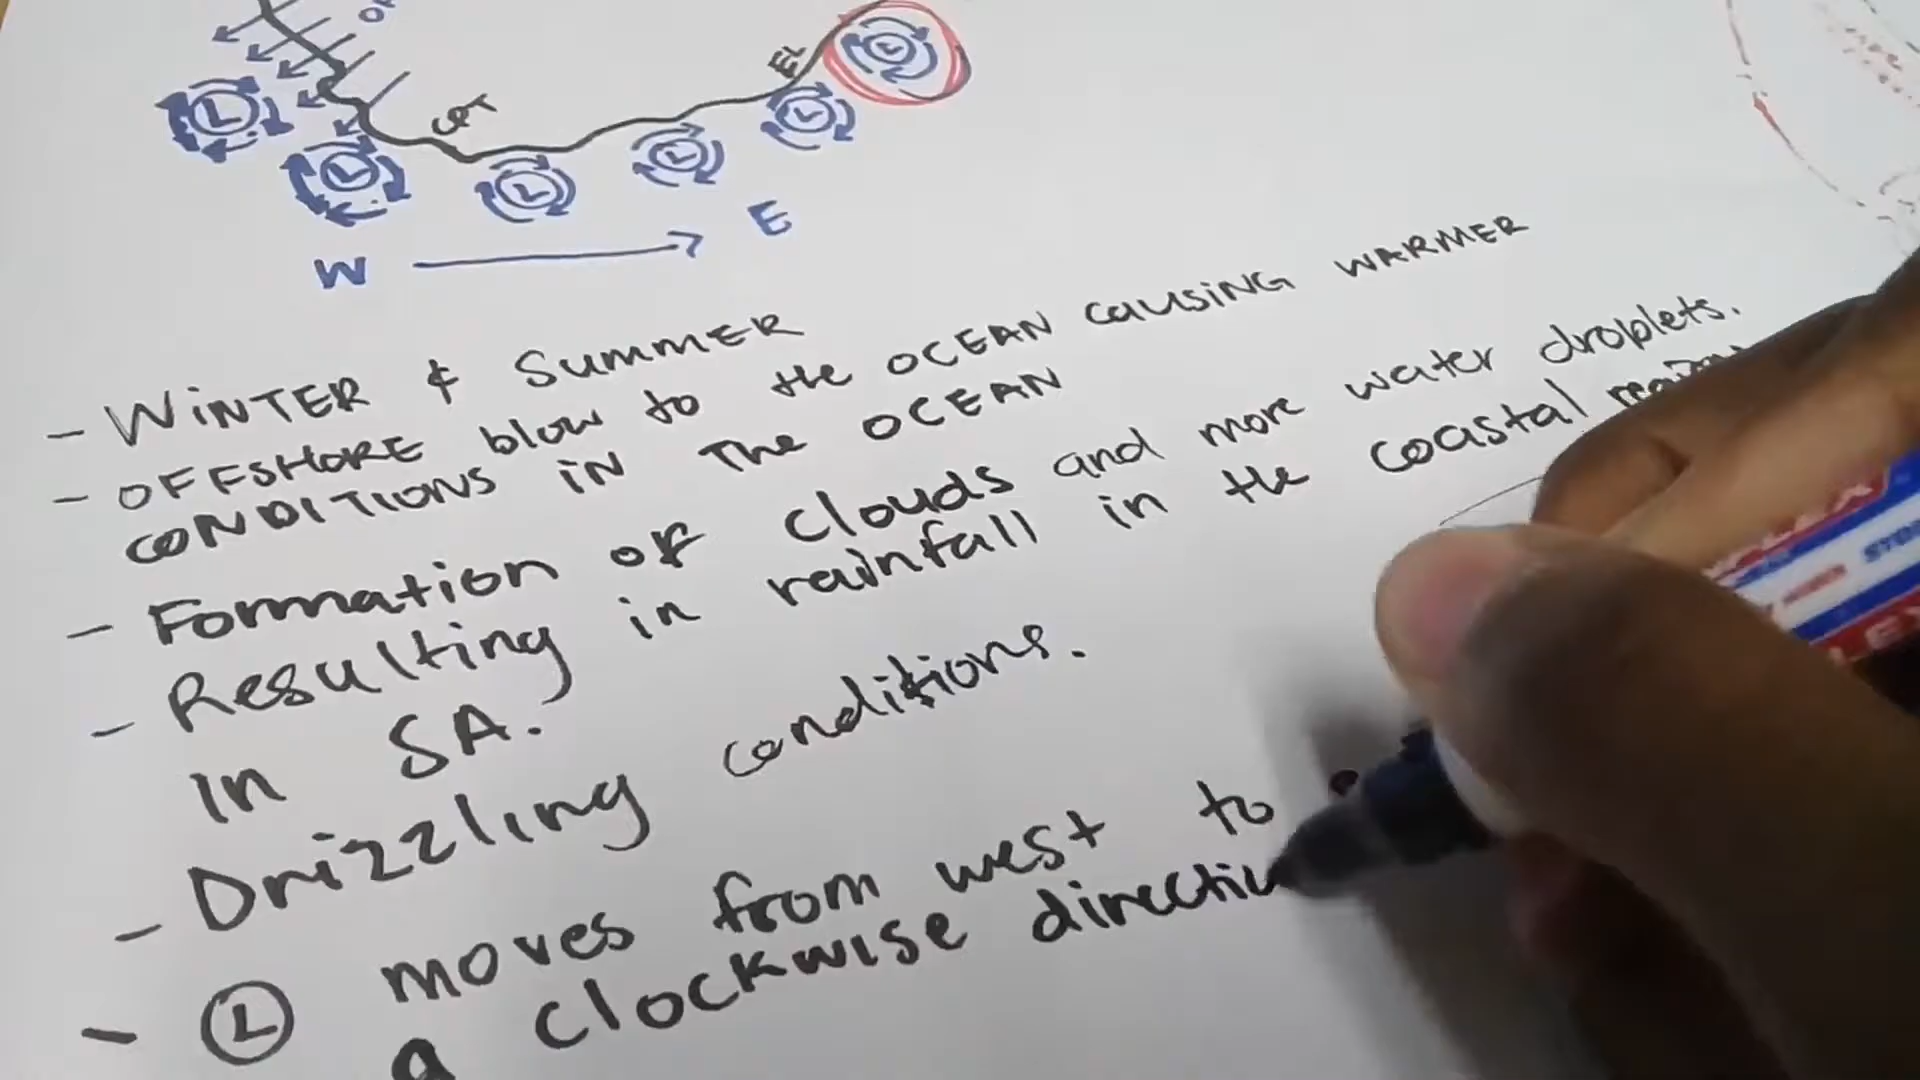 CPT
EL
L
L
L
L
L
L
W
E
- WINTER & SUMMER
- OFFSHORE blow to the OCEAN causing WARMER
CONDITIONS IN The OCEAN
- Formation of Clouds and more water droplets.
- Resulting in rainfall in the coastal
in SA.
- Drizzling conditions.
- L moves from west to
a clockwise